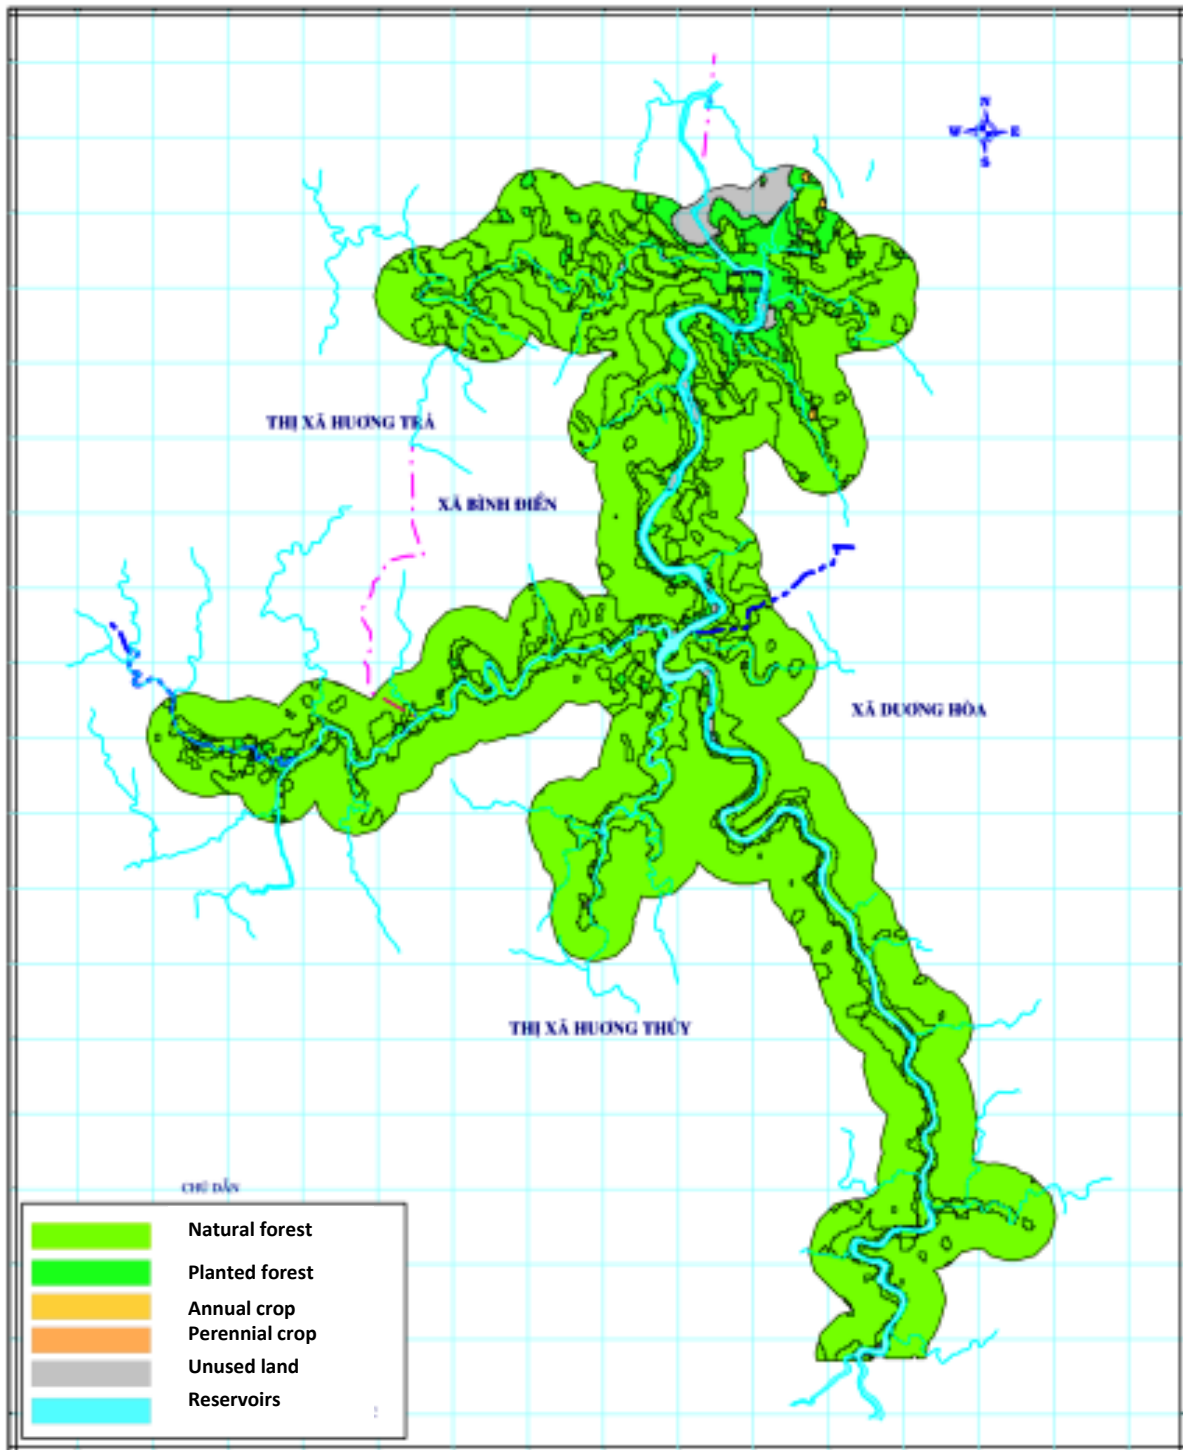 N
W E
S
THỊ XÃ HƯƠNG TRÀ
XÃ BÌNH ĐIỀN
XÃ DƯƠNG HÒA
THỊ XÃ HƯƠNG THỦY
CHÚ DẪN
Natural forest
Planted forest
Annual crop
Perennial crop
Unused land
Reservoirs